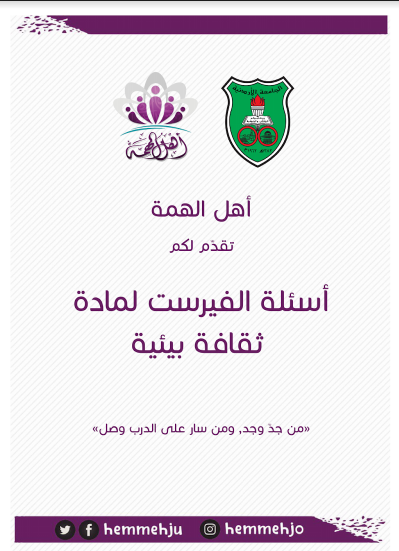 أهل الهمة
الجامعة الأردنية
أهل الهمة
تقدّم لكم
أسئلة الفيرست لمادة
ثقافة بيئية
«من جدّ وجد, ومن سار على الدرب وصل»
hemmehju hemmehjo